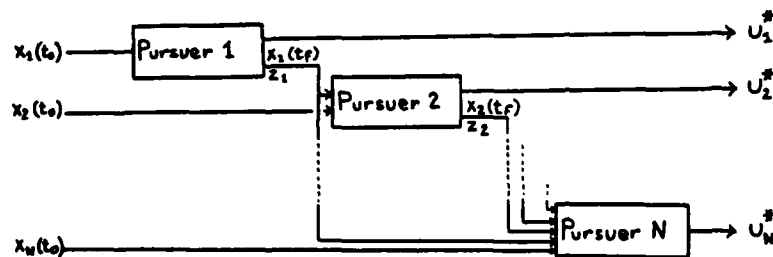 x₁(t₀)
Pursuer 1
x₁(tf)
z₁
U₁*
x₂(t₀)
Pursuer 2
x₂(tf)
z₂
U₂*
xN(t₀)
Pursuer N
UN*